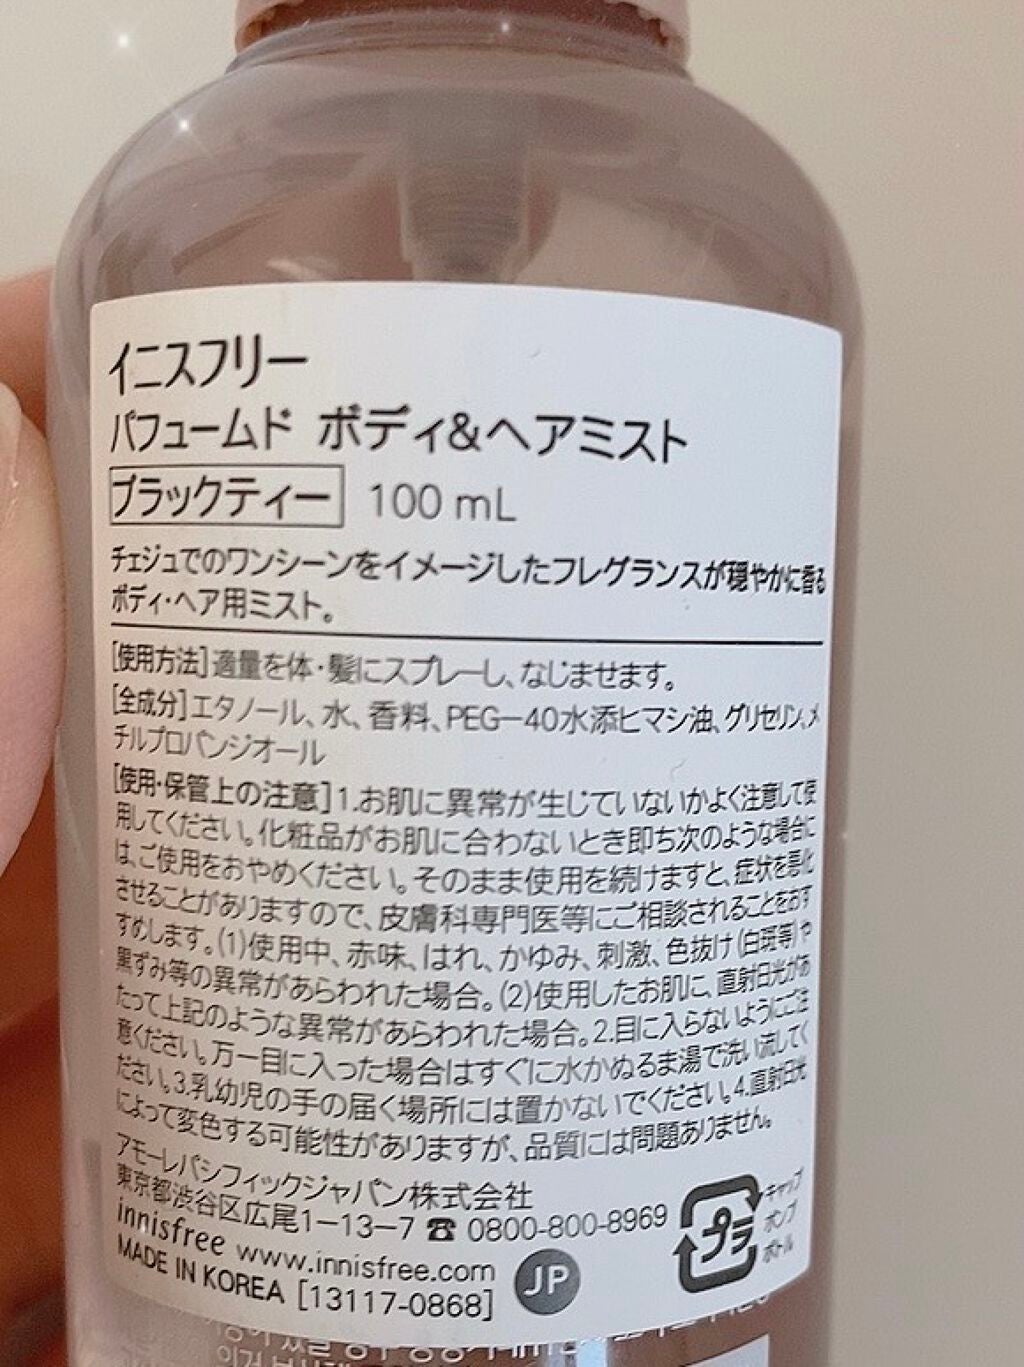 イニスフリー
パフュームド ボディ&ヘアミスト
ブラックティー 100 mL
チェジュでのワンシーンをイメージしたフレグランスが穏やかに香る
ボディ・ヘア用ミスト。
[使用方法]適量を体・髪にスプレーし、なじませます。
[全成分]エタノール、水、香料、PEG－40水添ヒマシ油、グリセリン、メ
チルプロパンジオール
[使用・保管上の注意]1.お肌に異常が生じていないかよく注意して使
用してください。化粧品がお肌に合わないとき即ち次のような場合に
は、ご使用をおやめください。そのまま使用を続けますと、症状を悪化
させることがありますので、皮膚科専門医等にご相談されることをおす
すめします。(1)使用中、赤味、はれ、かゆみ、刺激、色抜け(白斑等)や
黒ずみ等の異常があらわれた場合。(2)使用したお肌に、直射日光があ
たって上記のような異常があらわれた場合。2.目に入らないようにご注
意ください。万一目に入った場合はすぐに水かぬるま湯で洗い流してく
ださい。3.乳幼児の手の届く場所には置かないでください。4.直射日光
によって変色する可能性がありますが、品質には問題ありません。
アモーレパシフィックジャパン株式会社
東京都渋谷区広尾1－13－7 ☎ 0800-800-8969
innisfree www.innisfree.com
MADE IN KOREA [13117-0868]
JP
プラ
キャップ
ポンプ
ボトル